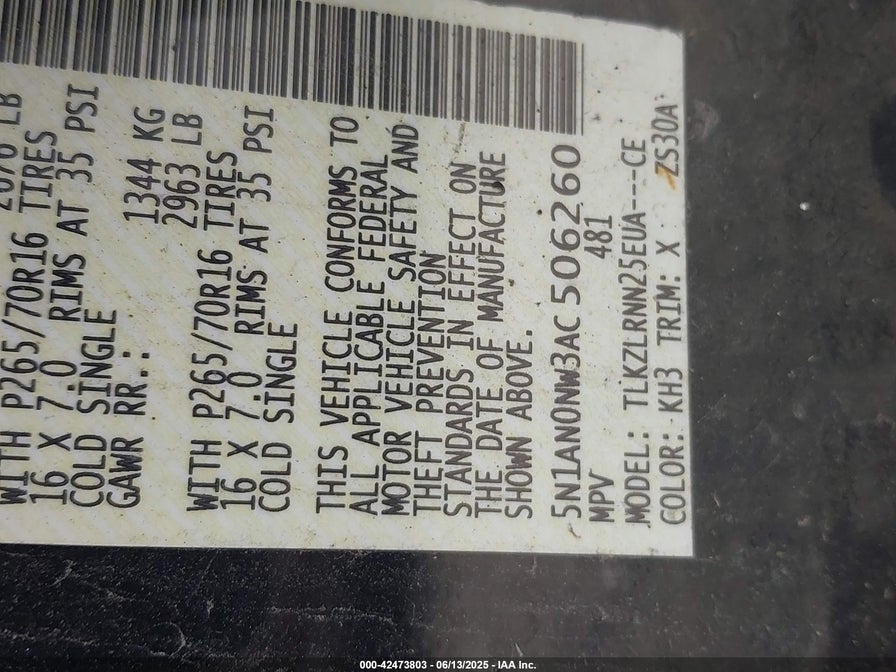 LB
WITH P265/70R16 TIRES
16 X 7.0 RIMS AT 35 PSI
COLD SINGLE
GAWR RR.: 1344 KG
2963 LB
WITH P265/70R16 TIRES
16 X 7.0 RIMS AT 35 PSI
COLD SINGLE
THIS VEHICLE CONFORMS TO
ALL APPLICABLE FEDERAL
MOTOR VEHICLE SAFETY AND
THEFT PREVENTION
STANDARDS IN EFFECT ON
THE DATE OF MANUFACTURE
SHOWN ABOVE.
5N1AN0NW3AC506260
MPV 481
MODEL: TLKZLRNN25EUA----CE
COLOR: KH3 TRIM: X ZS30A
000-42473803 - 06/13/2025 - IAA Inc.